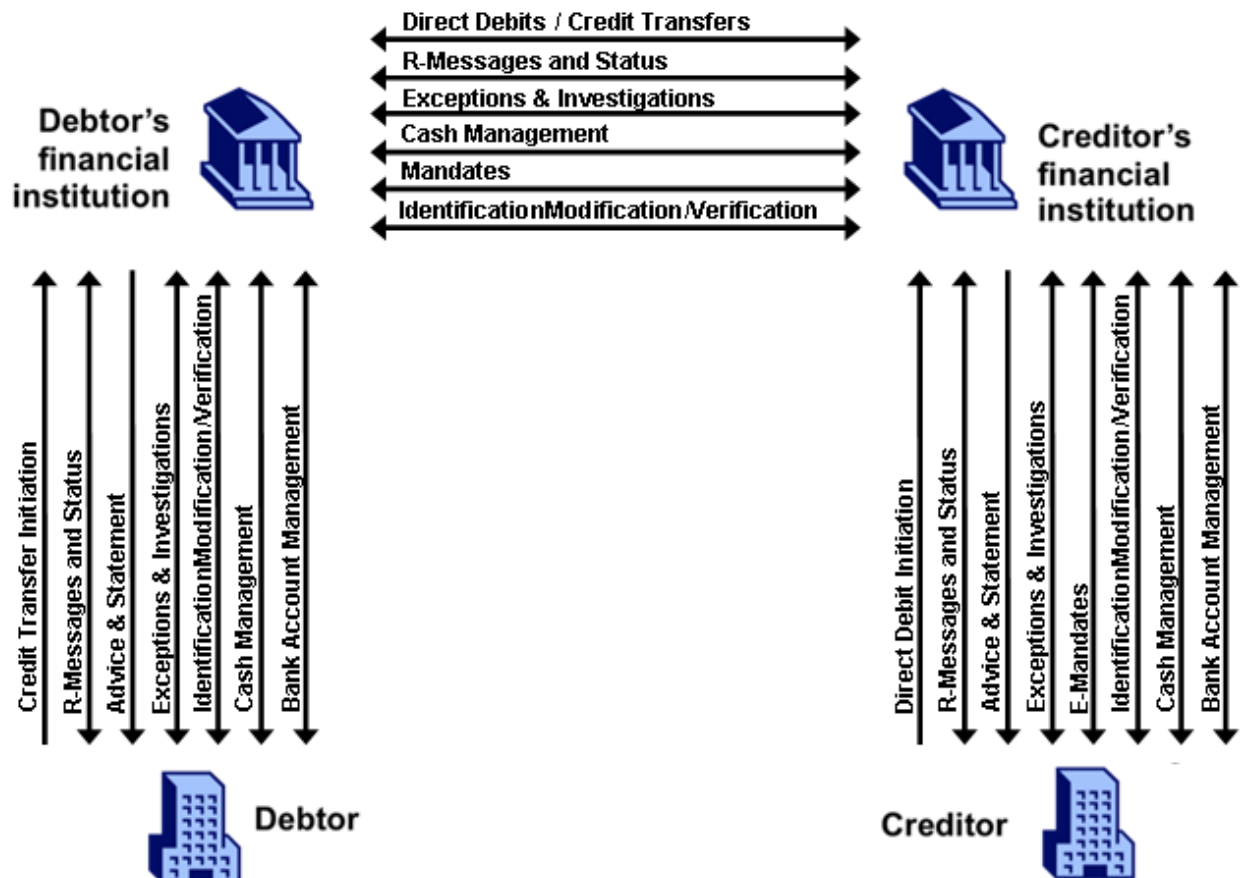 Direct Debits / Credit Transfers
R-Messages and Status
Exceptions & Investigations
Cash Management
Mandates
IdentificationModification/Verification
Debtor's
financial
institution
Creditor's
financial
institution
Credit Transfer Initiation
R-Messages and Status
Advice & Statement
Exceptions & Investigations
IdentificationModification/Verification
Cash Management
Bank Account Management
Direct Debit Initiation
R-Messages and Status
Advice & Statement
Exceptions & Investigations
E-Mandates
IdentificationModification/Verification
Cash Management
Bank Account Management
Debtor
Creditor